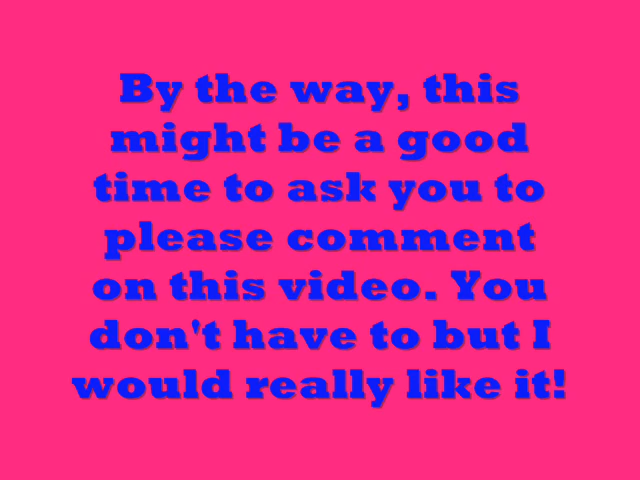 By the way, this
might be a good
time to ask you to
please comment
on this video. You
don't have to but I
would really like it!